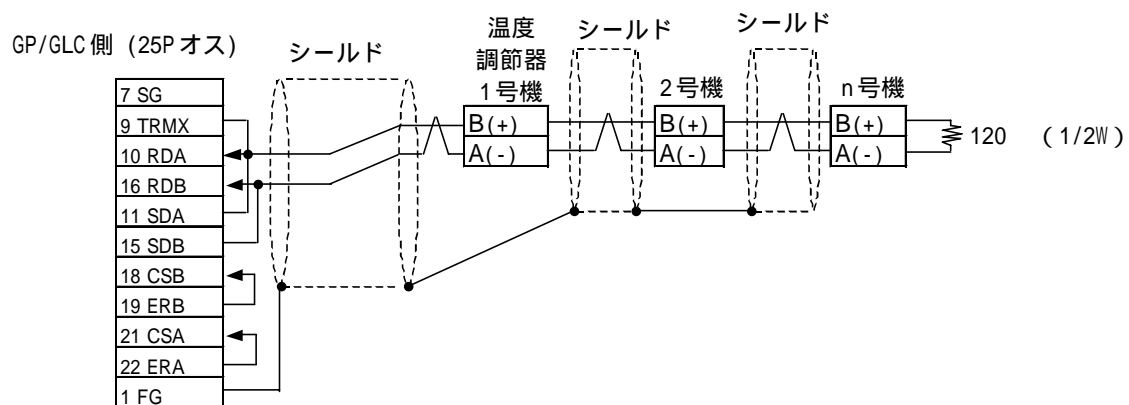 GP/GLC側 (25Pオス)
シールド
温度
調節器
1号機
シールド
2号機
シールド
n号機
7 SG
9 TRMX
10 RDA
16 RDB
11 SDA
15 SDB
18 CSB
19 ERB
21 CSA
22 ERA
1 FG
B(+)
A(-)
B(+)
A(-)
B(+)
A(-)
120 (1/2W)